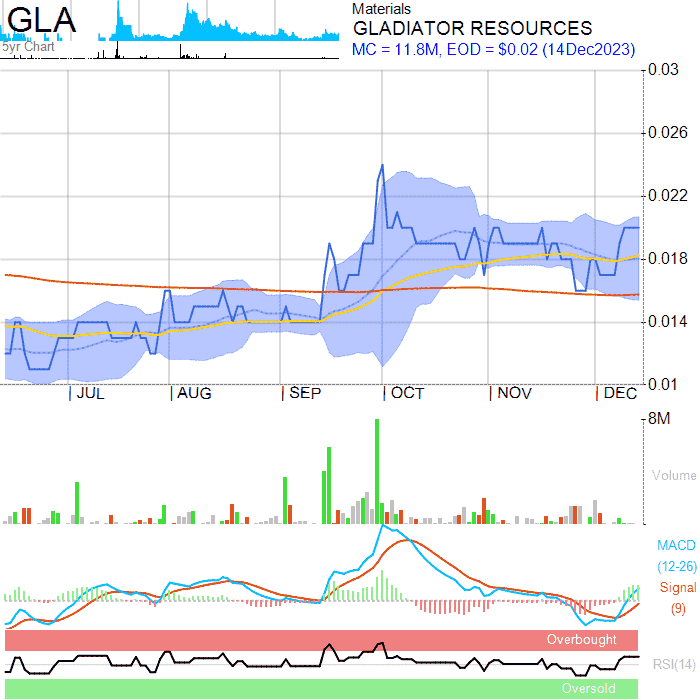 GLA
5yr Chart
Materials
GLADIATOR RESOURCES
MC = 11.8M, EOD = $0.02 (14Dec2023)
0.03
0.026
0.022
0.018
0.014
0.01
JUL AUG SEP OCT NOV DEC
8M
Volume
MACD
(12-26)
Signal
(9)
Overbought
RSI(14)
Oversold